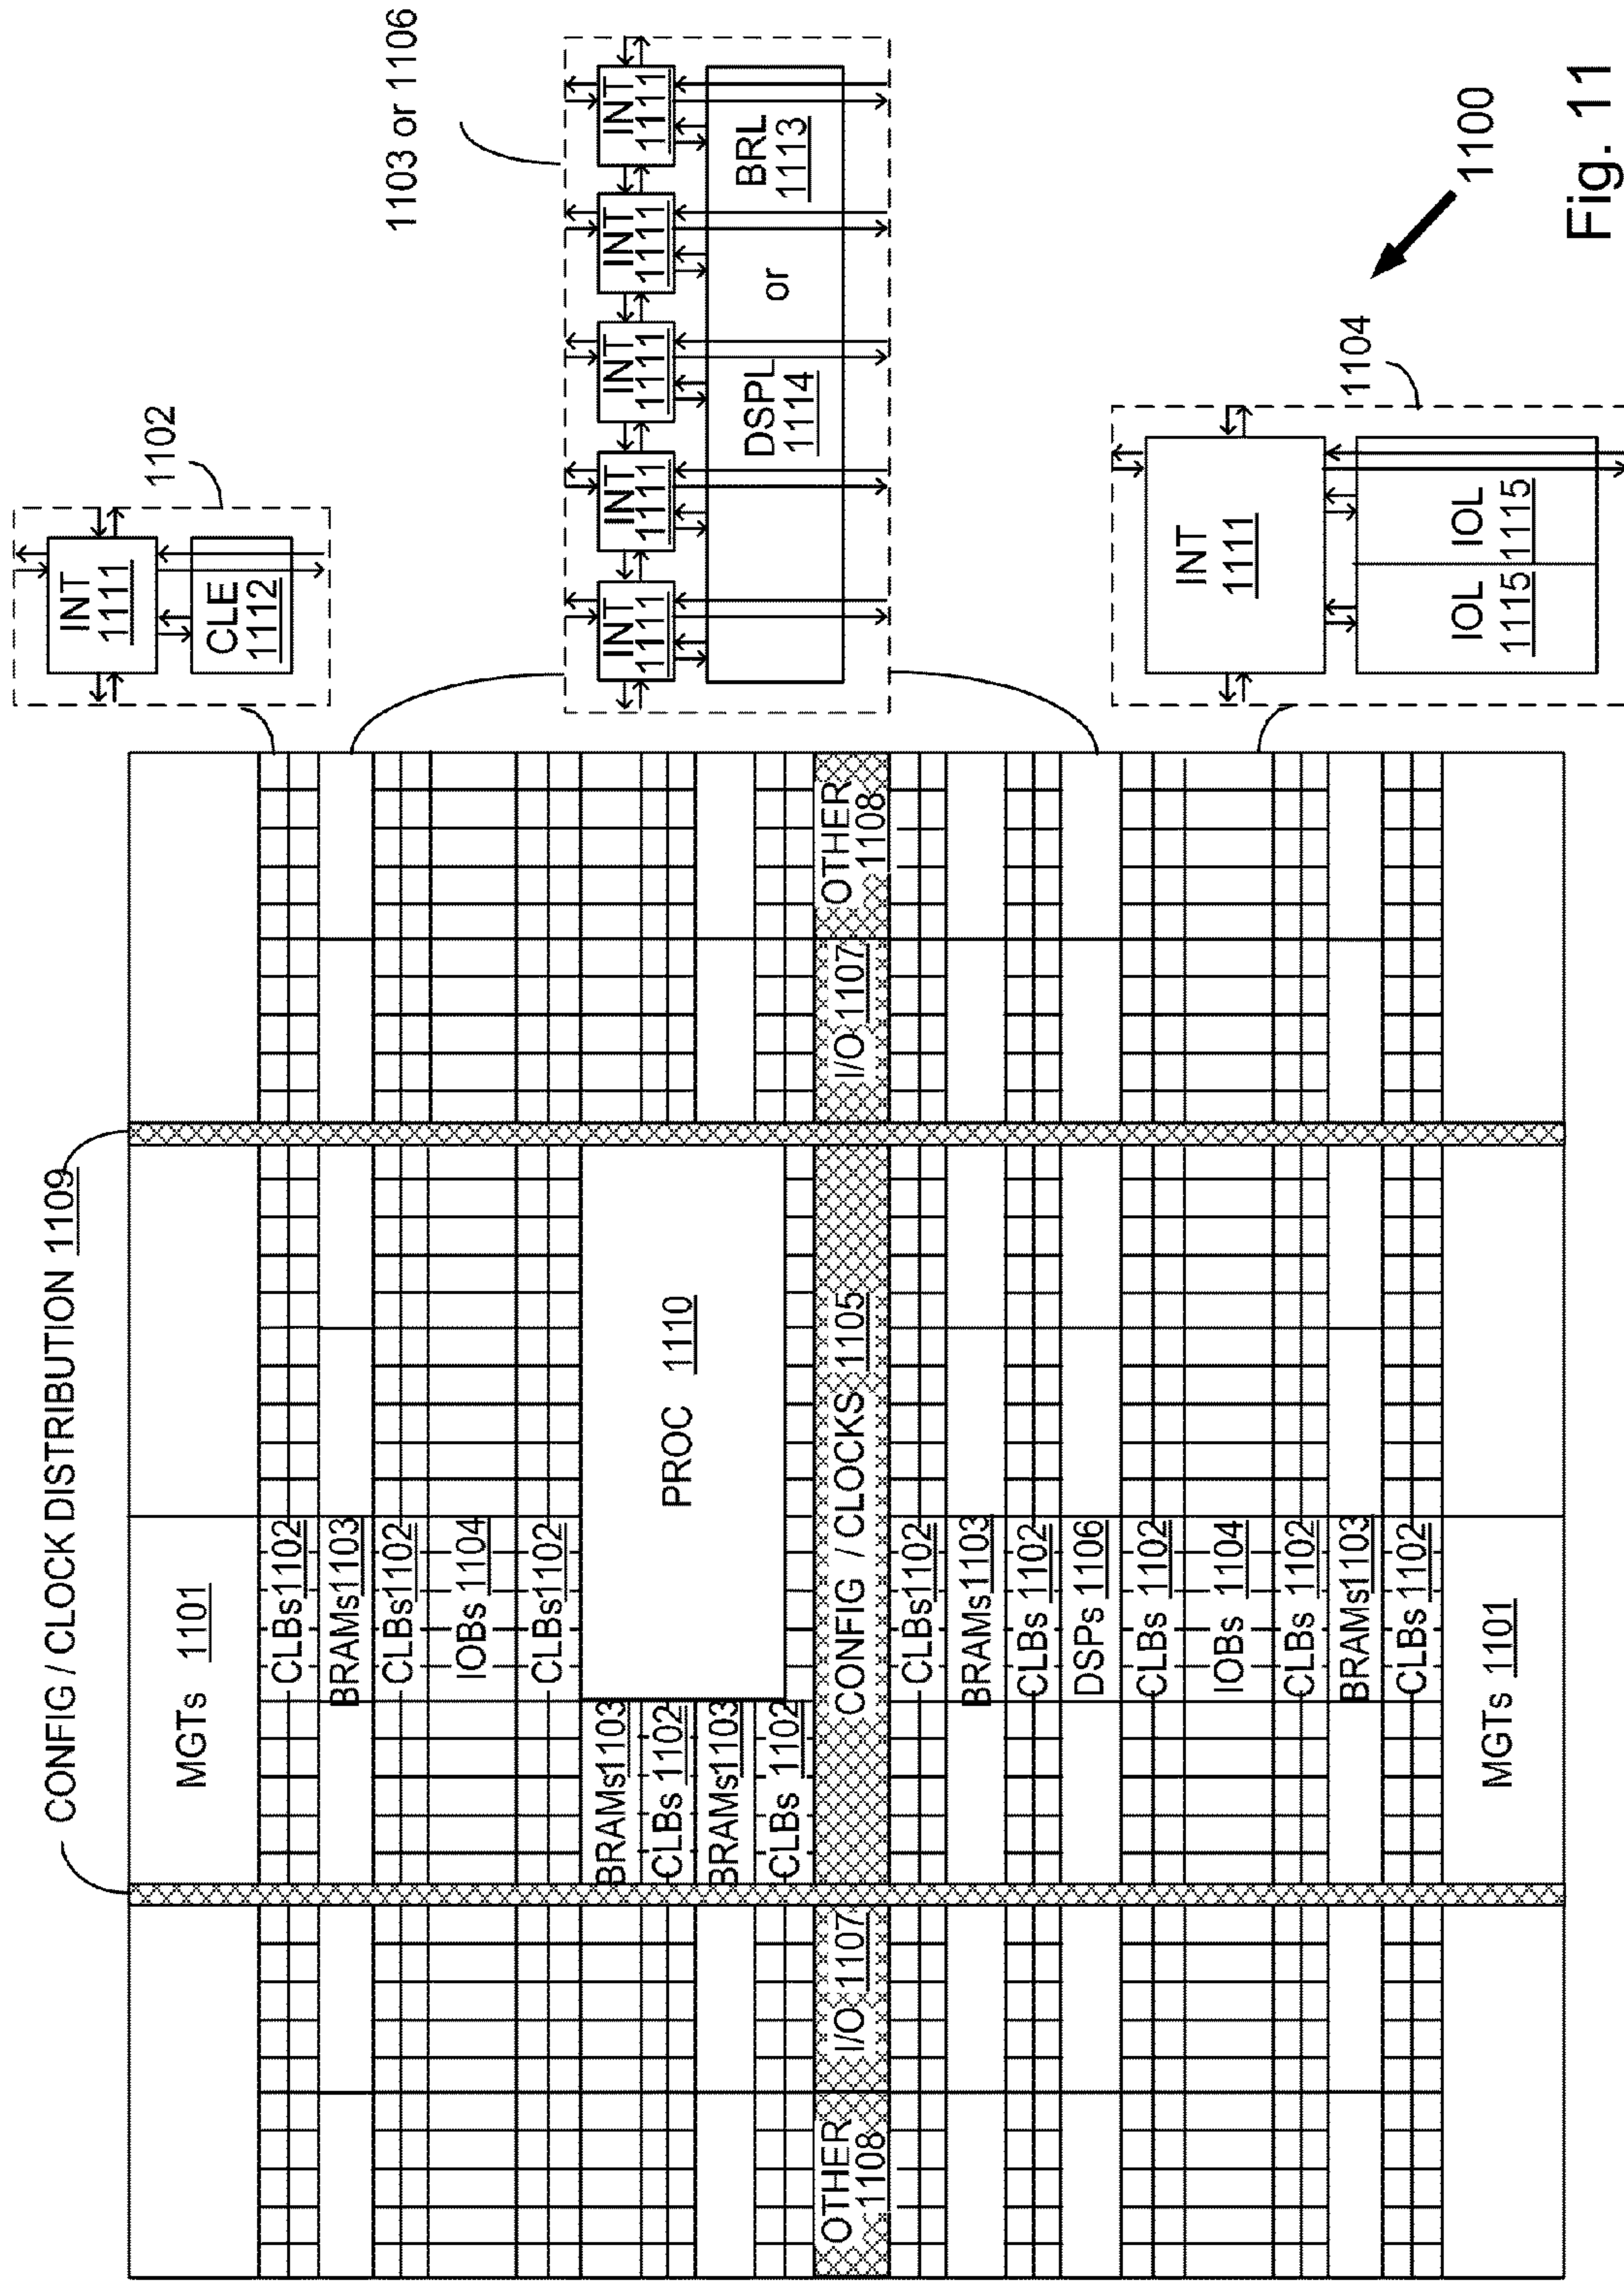 CONFIG / CLOCK DISTRIBUTION 1109
MGTs 1101
CLBs 1102
BRAMs 1103
CLBs 1102
IOBs 1104
CLBs 1102
BRAMs 1103
CLBs 1102
BRAMs 1103
CLBs 1102
PROC 1110
OTHER
1108
I/O 1107
CONFIG / CLOCKS 1105
I/O 1107
OTHER
1108
CLBs 1102
BRAMs 1103
CLBs 1102
DSPs 1106
CLBs 1102
IOBs 1104
CLBs 1102
BRAMs 1103
CLBs 1102
MGTs 1101
INT
1111
CLE
1112
1102
INT
1111
INT
1111
INT
1111
INT
1111
INT
1111
DSPL
1114
or
BRL
1113
1103 or 1106
INT
1111
IOL
1115
IOL
1115
1104
1100
Fig. 11